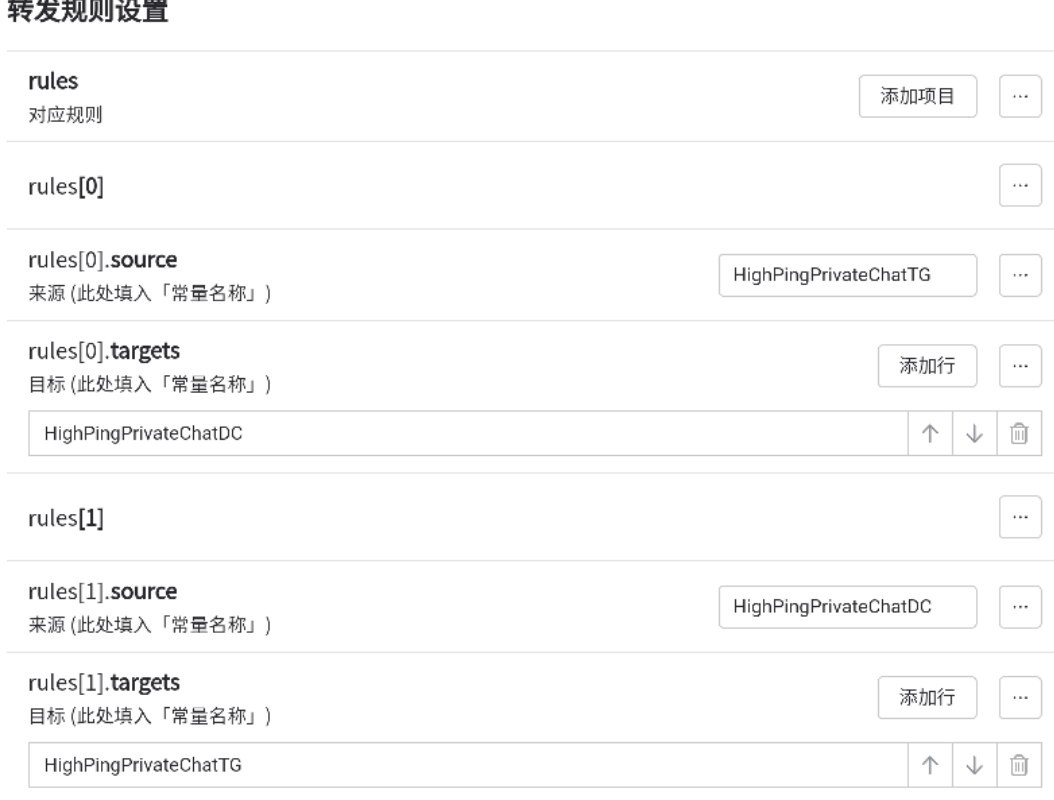 转发规则设置
rules
对应规则
添加项目
rules[0]
rules[0].source
来源 (此处填入「常量名称」)
HighPingPrivateChatTG
rules[0].targets
目标 (此处填入「常量名称」)
添加行
HighPingPrivateChatDC
rules[1]
rules[1].source
来源 (此处填入「常量名称」)
HighPingPrivateChatDC
rules[1].targets
目标 (此处填入「常量名称」)
添加行
HighPingPrivateChatTG